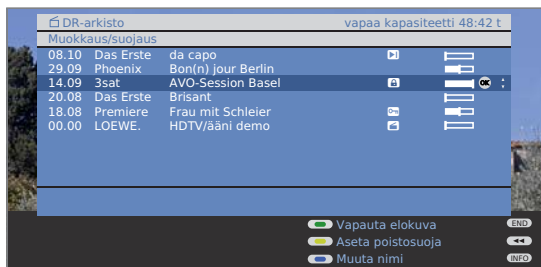 DR-arkisto vapaa kapasiteetti 48:42 t
Muokkaus/suojaus
08.10 Das Erste da capo
29.09 Phoenix Bon(n) jour Berlin
14.09 3sat AVO-Session Basel OK
20.08 Das Erste Brisant
18.08 Premiere Frau mit Schleier
00.00 LOEWE. HDTV/ääni demo
Vapauta elokuva END
Aseta poistosuoja
Muuta nimi INFO